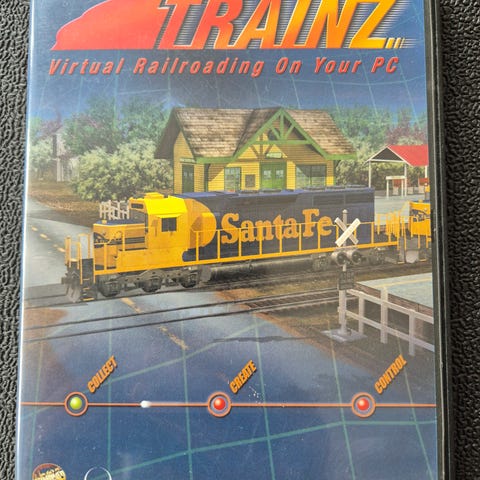 TRAINZ
Virtual Railroading On Your PC
Santa Fe
COLLECT
CREATE
CONTROL